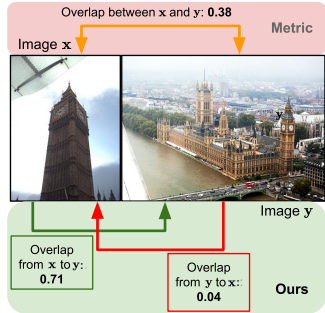 Overlap between x and y: 0.38
Metric
Image x
y
Image y
Overlap
from x to y:
0.71
Overlap
from y to x:
0.04
Ours